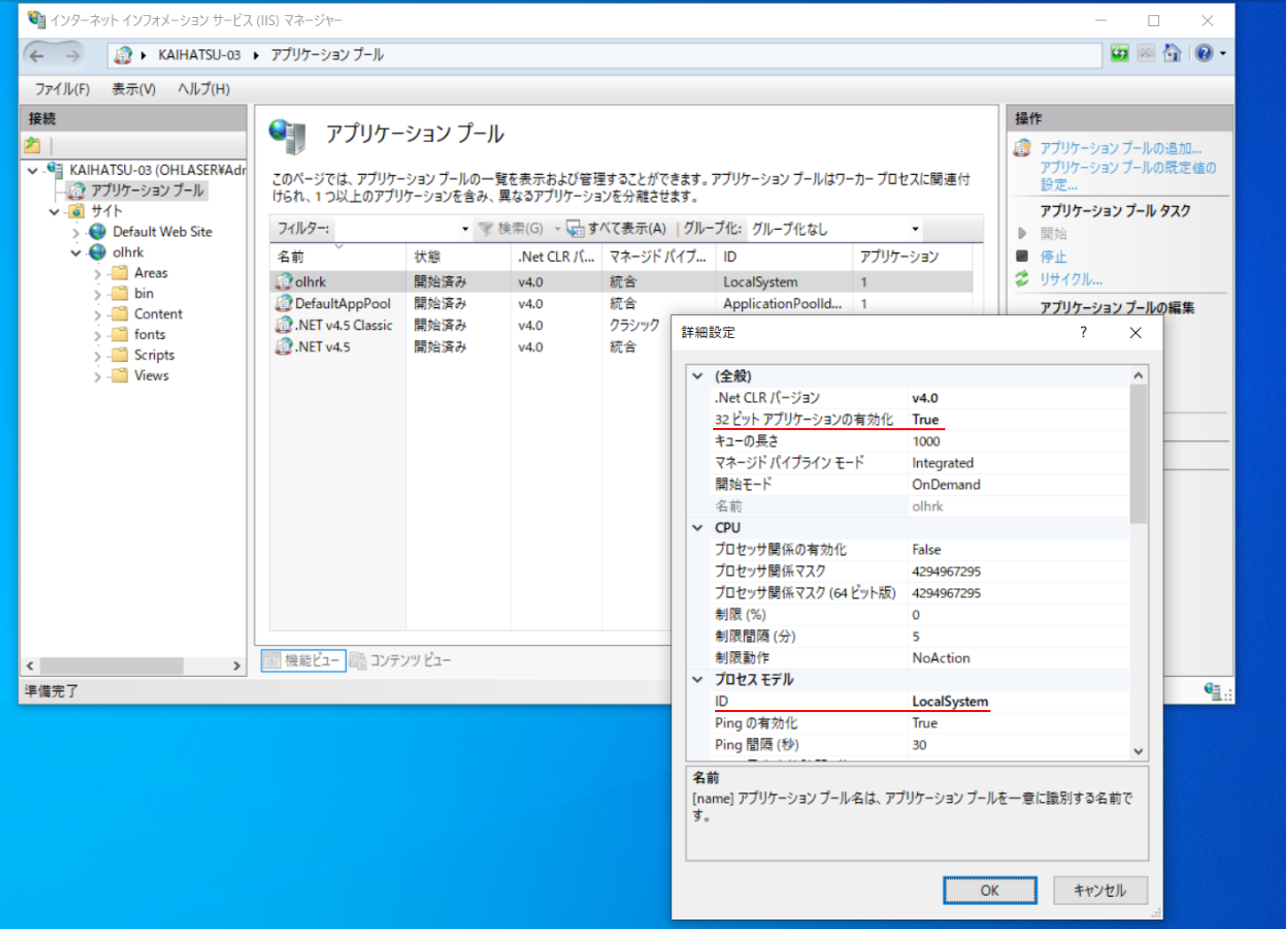 インターネット インフォメーション サービス (IIS) マネージャー
KAIHATSU-03
アプリケーション プール
ファイル(F) 表示(V) ヘルプ(H)
接続
KAIHATSU-03 (OHLASER¥Adr
アプリケーション プール
サイト
Default Web Site
olhrk
Areas
bin
Content
fonts
Scripts
Views
アプリケーション プール
このページでは、アプリケーション プールの一覧を表示および管理することができます。アプリケーション プールはワーカー プロセスに関連付
けられ、1 つ以上のアプリケーションを含み、異なるアプリケーションを分離させます。
フィルター: 検索(G) すべて表示(A) グループ化: グループ化なし
名前 状態 .Net CLR バ... マネージド パイプ... ID アプリケーション
olhrk 開始済み v4.0 統合 LocalSystem 1
DefaultAppPool 開始済み v4.0 統合 ApplicationPoolId... 1
.NET v4.5 Classic 開始済み v4.0 クラシック
.NET v4.5 開始済み v4.0 統合
機能ビュー コンテンツ ビュー
準備完了
操作
アプリケーション プールの追加...
アプリケーション プールの既定値の
設定...
アプリケーション プール タスク
開始
停止
リサイクル...
アプリケーション プールの編集
詳細設定
?
(全般)
.Net CLR バージョン v4.0
32 ビット アプリケーションの有効化 True
キューの長さ 1000
マネージド パイプライン モード Integrated
開始モード OnDemand
名前 olhrk
CPU
プロセッサ関係の有効化 False
プロセッサ関係マスク 4294967295
プロセッサ関係マスク (64 ビット版) 4294967295
制限 (%) 0
制限間隔 (分) 5
制限動作 NoAction
プロセス モデル
ID LocalSystem
Ping の有効化 True
Ping 間隔 (秒) 30
名前
[name] アプリケーション プール名は、アプリケーション プールを一意に識別する名前で
す。
OK キャンセル